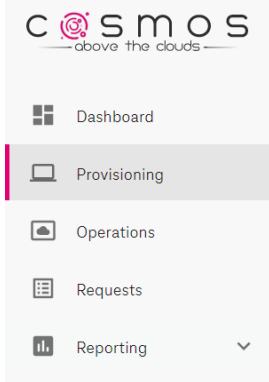 COSMOS
above the clouds
Dashboard
Provisioning
Operations
Requests
Reporting